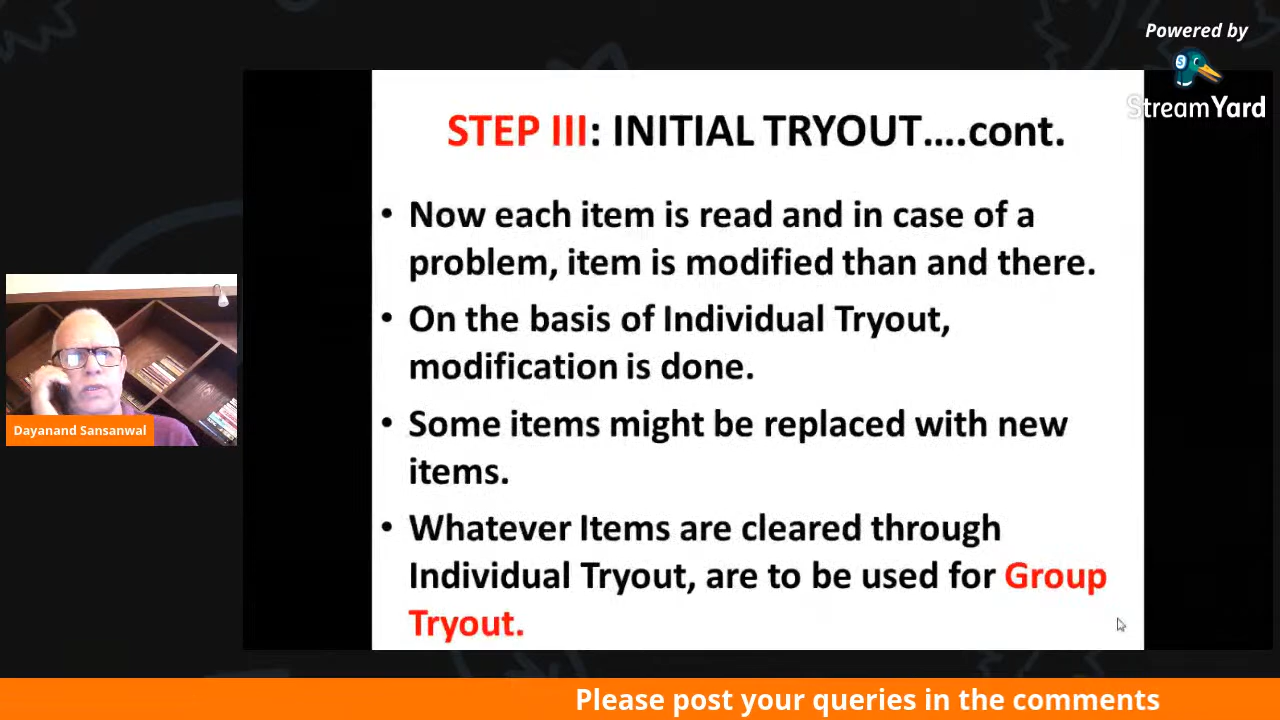 Powered by
StreamYard
STEP III: INITIAL TRYOUT....cont.
• Now each item is read and in case of a
problem, item is modified than and there.
• On the basis of Individual Tryout,
modification is done.
• Some items might be replaced with new
items.
• Whatever Items are cleared through
Individual Tryout, are to be used for Group
Tryout.
Dayanand Sansanwal
Please post your queries in the comments